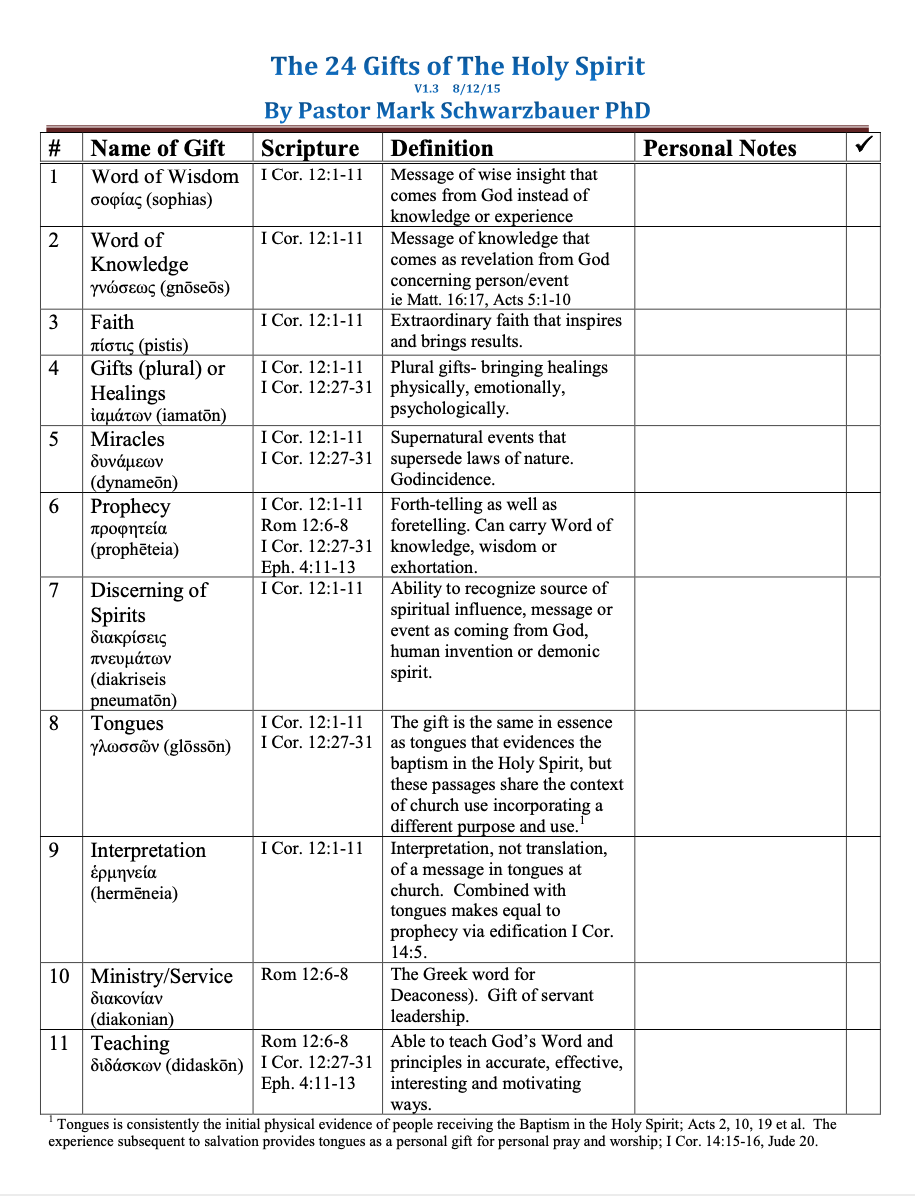 The 24 Gifts of The Holy Spirit
V1.3 8/12/15
By Pastor Mark Schwarzbauer PhD
# Name of Gift Scripture Definition Personal Notes ✓
1 Word of Wisdom I Cor. 12:1-11 Message of wise insight that
σοφίας (sophias) comes from God instead of
knowledge or experience
2 Word of I Cor. 12:1-11 Message of knowledge that
Knowledge comes as revelation from God
γνώσεως (gnōseōs) concerning person/event
ie Matt. 16:17, Acts 5:1-10
3 Faith I Cor. 12:1-11 Extraordinary faith that inspires
πίστις (pistis) and brings results.
4 Gifts (plural) or I Cor. 12:1-11 Plural gifts- bringing healings
Healings I Cor. 12:27-31 physically, emotionally,
ἰαμάτων (iamatōn) psychologically.
5 Miracles I Cor. 12:1-11 Supernatural events that
δυνάμεων I Cor. 12:27-31 supersede laws of nature.
(dynameōn) Godincidence.
6 Prophecy I Cor. 12:1-11 Forth-telling as well as
προφητεία Rom 12:6-8 foretelling. Can carry Word of
(prophēteia) I Cor. 12:27-31 knowledge, wisdom or
Eph. 4:11-13 exhortation.
7 Discerning of I Cor. 12:1-11 Ability to recognize source of
Spirits spiritual influence, message or
διακρίσεις event as coming from God,
πνευμάτων human invention or demonic
(diakriseis spirit.
pneumatōn)
8 Tongues I Cor. 12:1-11 The gift is the same in essence
γλωσσῶν (glōssōn) I Cor. 12:27-31 as tongues that evidences the
baptism in the Holy Spirit, but
these passages share the context
of church use incorporating a
different purpose and use.1
9 Interpretation I Cor. 12:1-11 Interpretation, not translation,
ἑρμηνεία of a message in tongues at
(hermēneia) church. Combined with
tongues makes equal to
prophecy via edification I Cor.
14:5.
10 Ministry/Service Rom 12:6-8 The Greek word for
διακονίαν Deaconess). Gift of servant
(diakonian) leadership.
11 Teaching Rom 12:6-8 Able to teach God’s Word and
διδάσκων (didaskōn) I Cor. 12:27-31 principles in accurate, effective,
Eph. 4:11-13 interesting and motivating
ways.
1 Tongues is consistently the initial physical evidence of people receiving the Baptism in the Holy Spirit; Acts 2, 10, 19 et al. The
experience subsequent to salvation provides tongues as a personal gift for personal pray and worship; I Cor. 14:15-16, Jude 20.